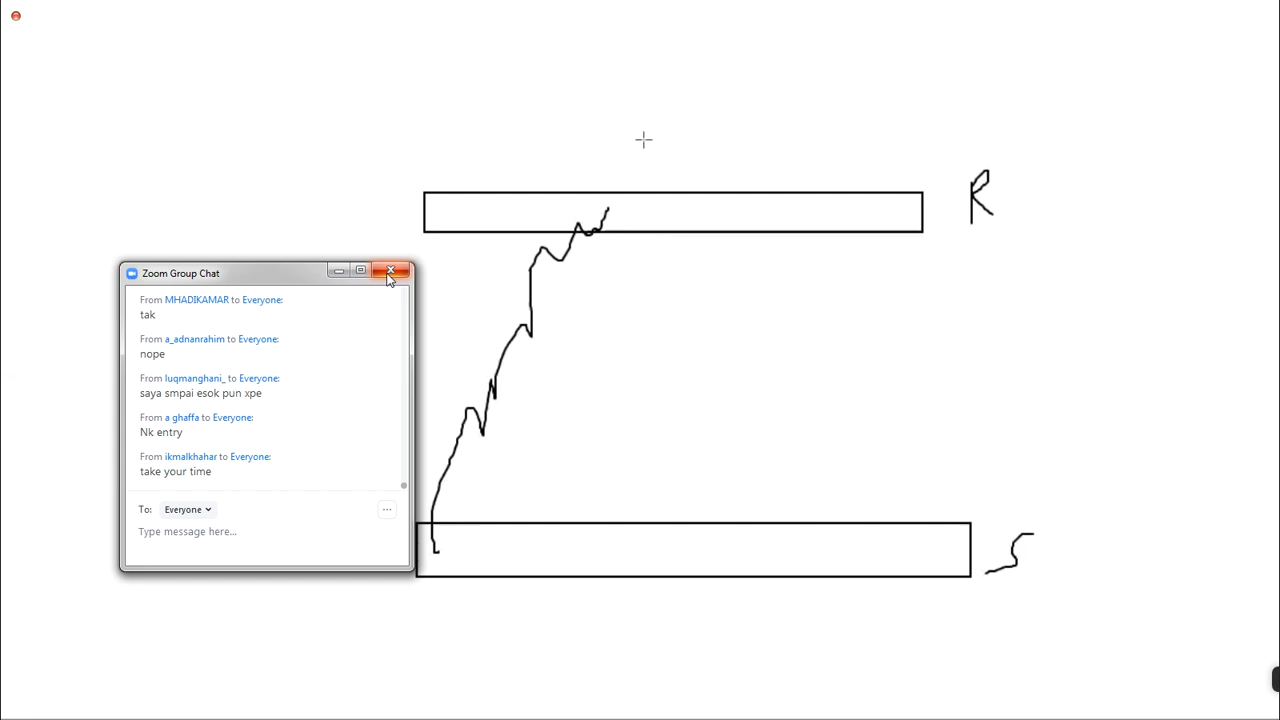 R
Zoom Group Chat
From MHADIKAMAR to Everyone:
tak
From a_adnanrahim to Everyone:
nope
From luqmanghani_ to Everyone:
saya smpai esok pun xpe
From a ghaffa to Everyone:
Nk entry
From ikmalkhahar to Everyone:
take your time
To: Everyone
Type message here...
S